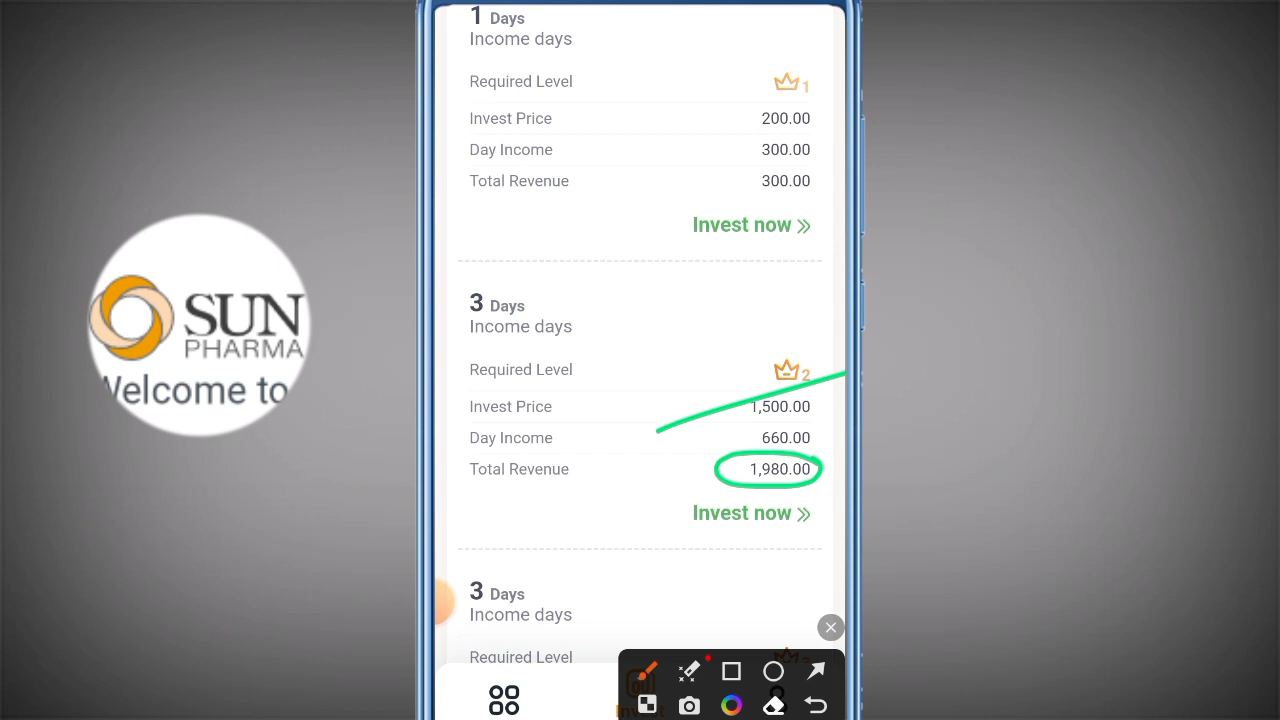 1 Days
Income days
Required Level 1
Invest Price 200.00
Day Income 300.00
Total Revenue 300.00
Invest now
SUN
PHARMA
Welcome to
3 Days
Income days
Required Level 2
Invest Price 1,500.00
Day Income 660.00
Total Revenue 1,980.00
Invest now
3 Days
Income days
Required Level